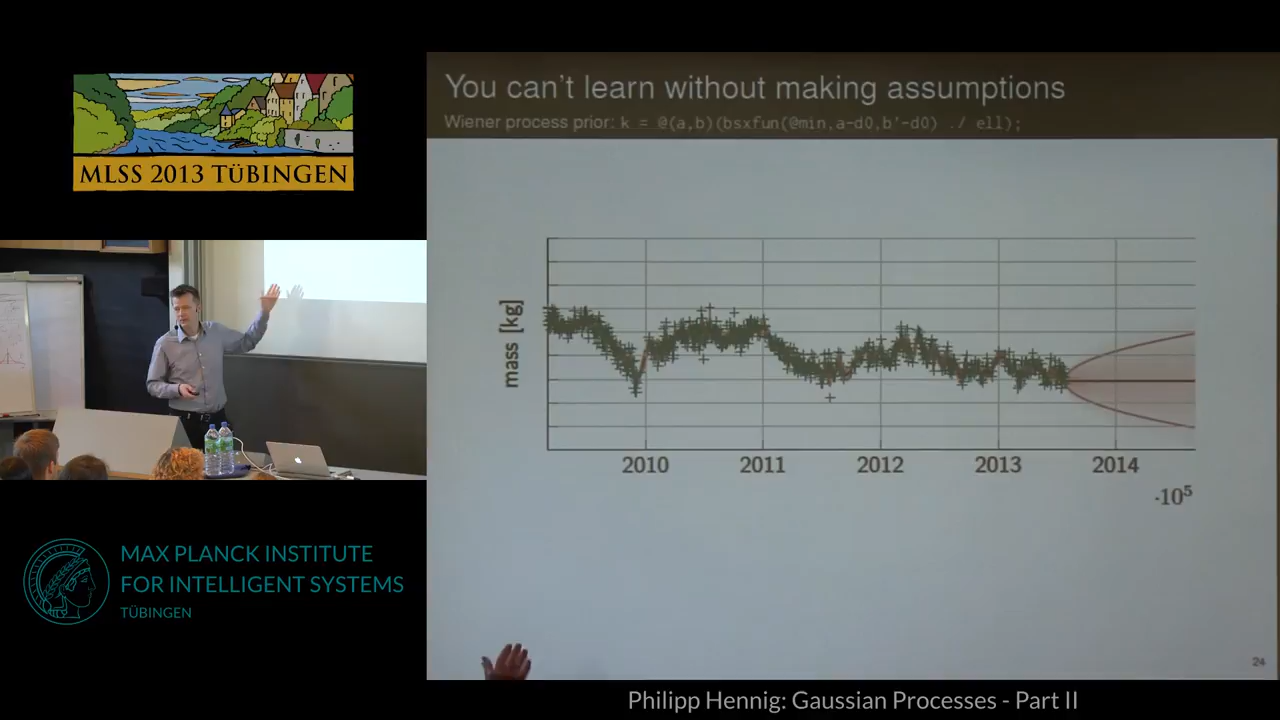 MLSS 2013 TÜBINGEN
MAX PLANCK INSTITUTE
FOR INTELLIGENT SYSTEMS
TÜBINGEN
You can't learn without making assumptions
Wiener process prior: k = @(a,b)(bsxfun(@min,a-d0,b'-d0) ./ ell);
mass [kg]
2010 2011 2012 2013 2014
·10⁵
24
Philipp Hennig: Gaussian Processes - Part II